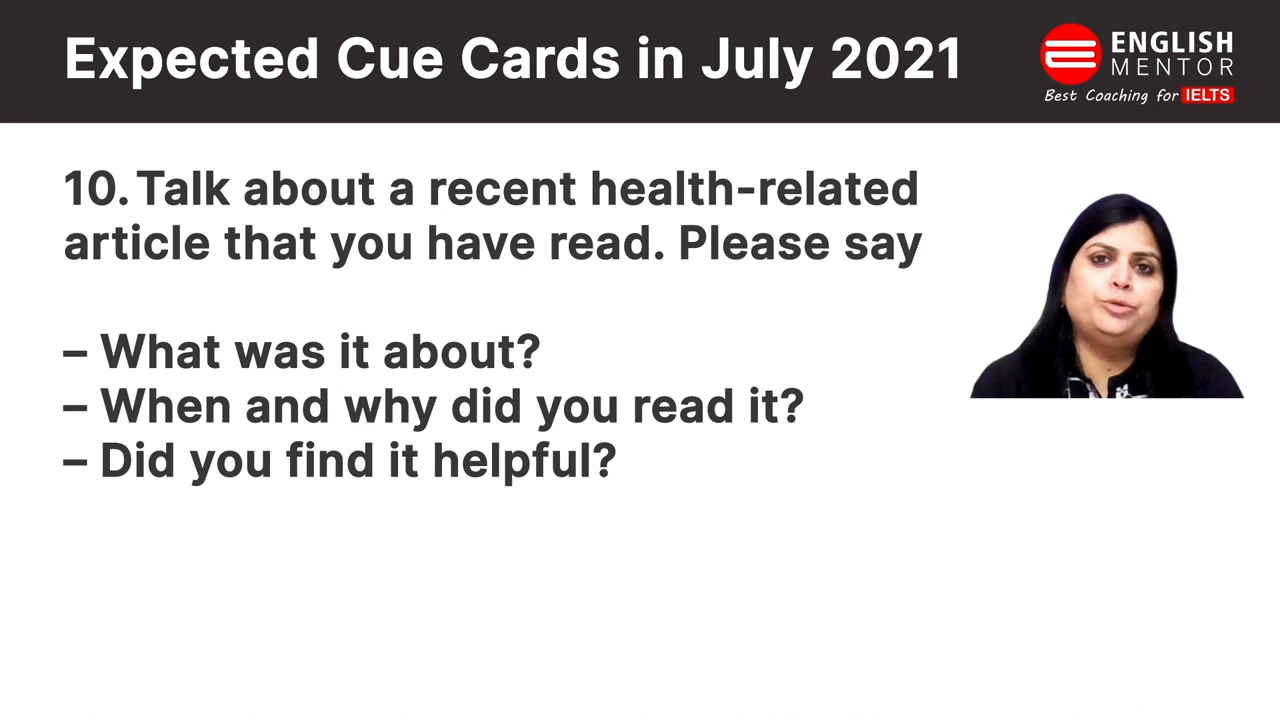 Expected Cue Cards in July 2021
ENGLISH
MENTOR
Best Coaching for IELTS
10. Talk about a recent health-related
article that you have read. Please say
– What was it about?
– When and why did you read it?
– Did you find it helpful?